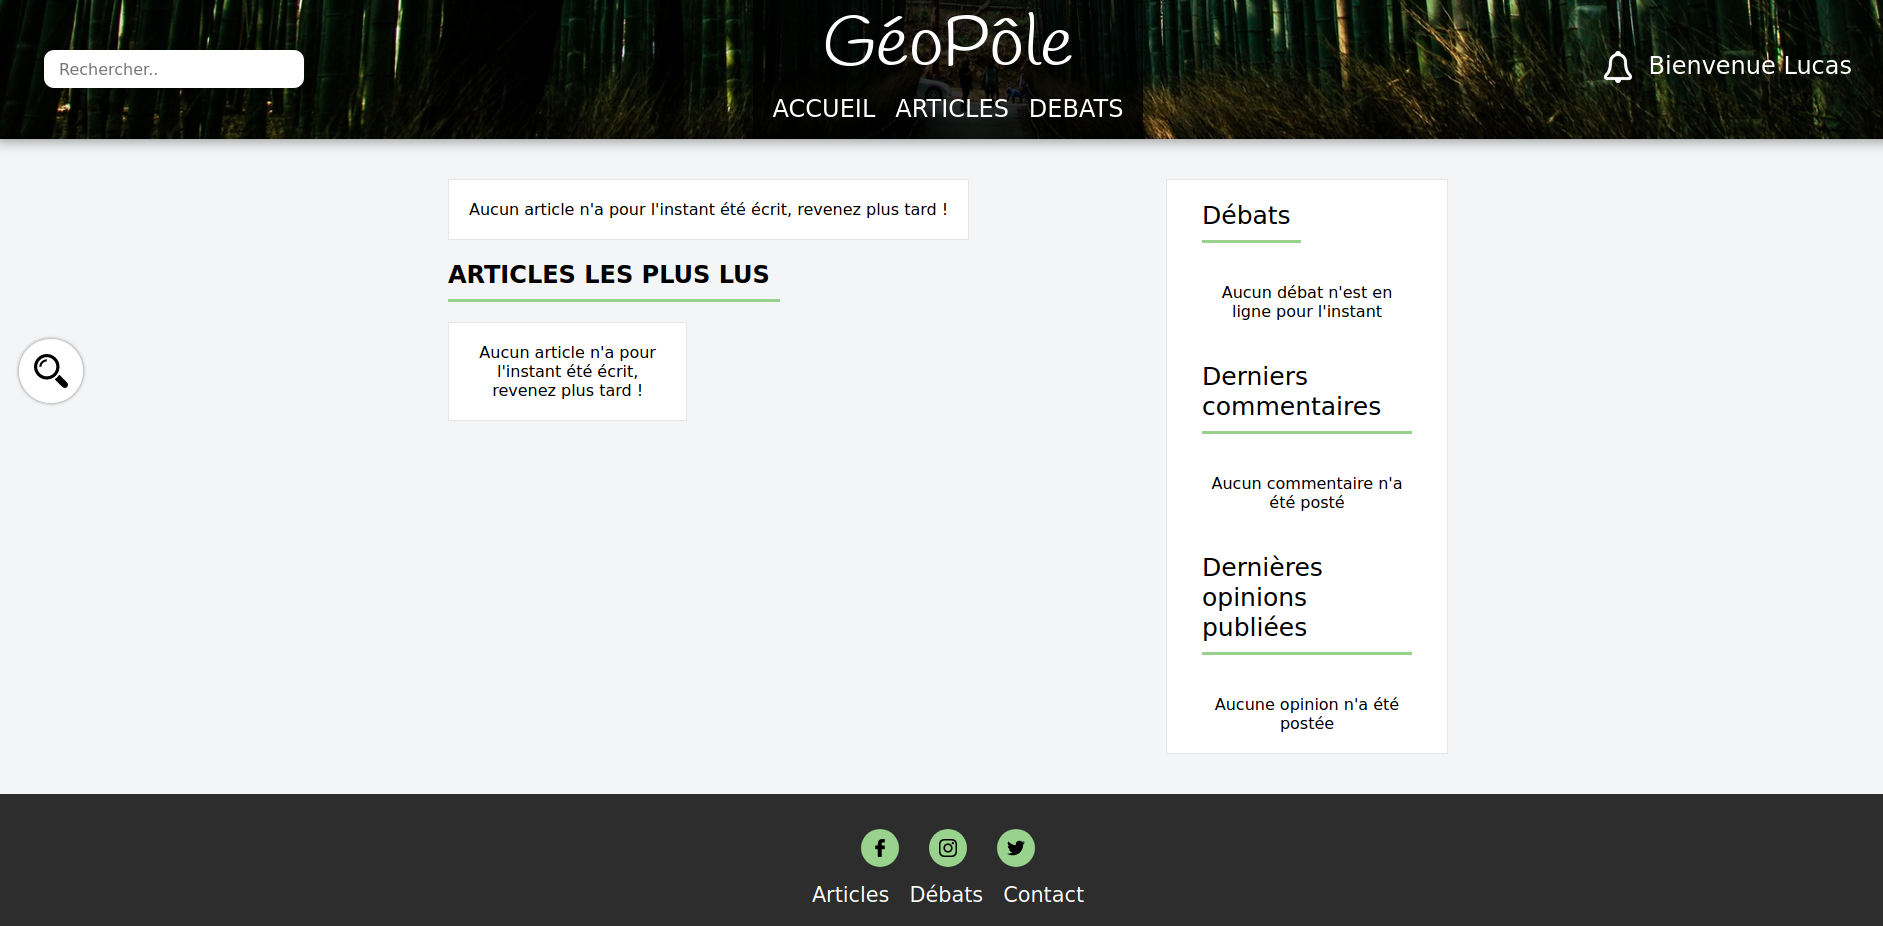 GéoPôle
Rechercher..
Bienvenue Lucas
ACCUEIL ARTICLES DEBATS
Aucun article n'a pour l'instant été écrit, revenez plus tard !
ARTICLES LES PLUS LUS
Aucun article n'a pour
l'instant été écrit,
revenez plus tard !
Débats
Aucun débat n'est en
ligne pour l'instant
Derniers
commentaires
Aucun commentaire n'a
été posté
Dernières
opinions
publiées
Aucune opinion n'a été
postée
Articles Débats Contact